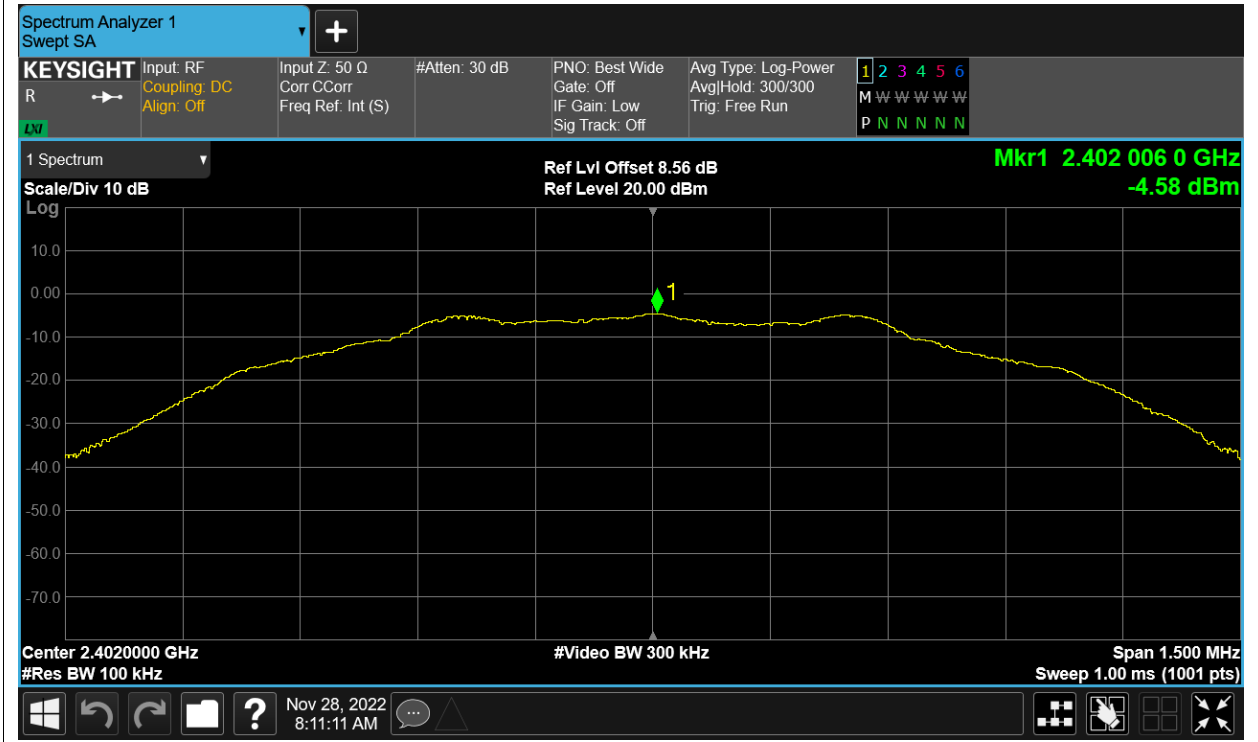 Spectrum Analyzer 1
Swept SA
KEYSIGHT
R
LXI
Input: RF
Coupling: DC
Align: Off
Input Z: 50 Ω
Corr CCorr
Freq Ref: Int (S)
#Atten: 30 dB
PNO: Best Wide
Gate: Off
IF Gain: Low
Sig Track: Off
Avg Type: Log-Power
Avg|Hold: 300/300
Trig: Free Run
1 2 3 4 5 6
M W W W W W
P N N N N N
1 Spectrum
Scale/Div 10 dB
Log
Ref Lvl Offset 8.56 dB
Ref Level 20.00 dBm
Mkr1 2.402 006 0 GHz
-4.58 dBm
10.0
0.00
-10.0
-20.0
-30.0
-40.0
-50.0
-60.0
-70.0
1
Center 2.4020000 GHz
#Res BW 100 kHz
#Video BW 300 kHz
Span 1.500 MHz
Sweep 1.00 ms (1001 pts)
?
Nov 28, 2022
8:11:11 AM